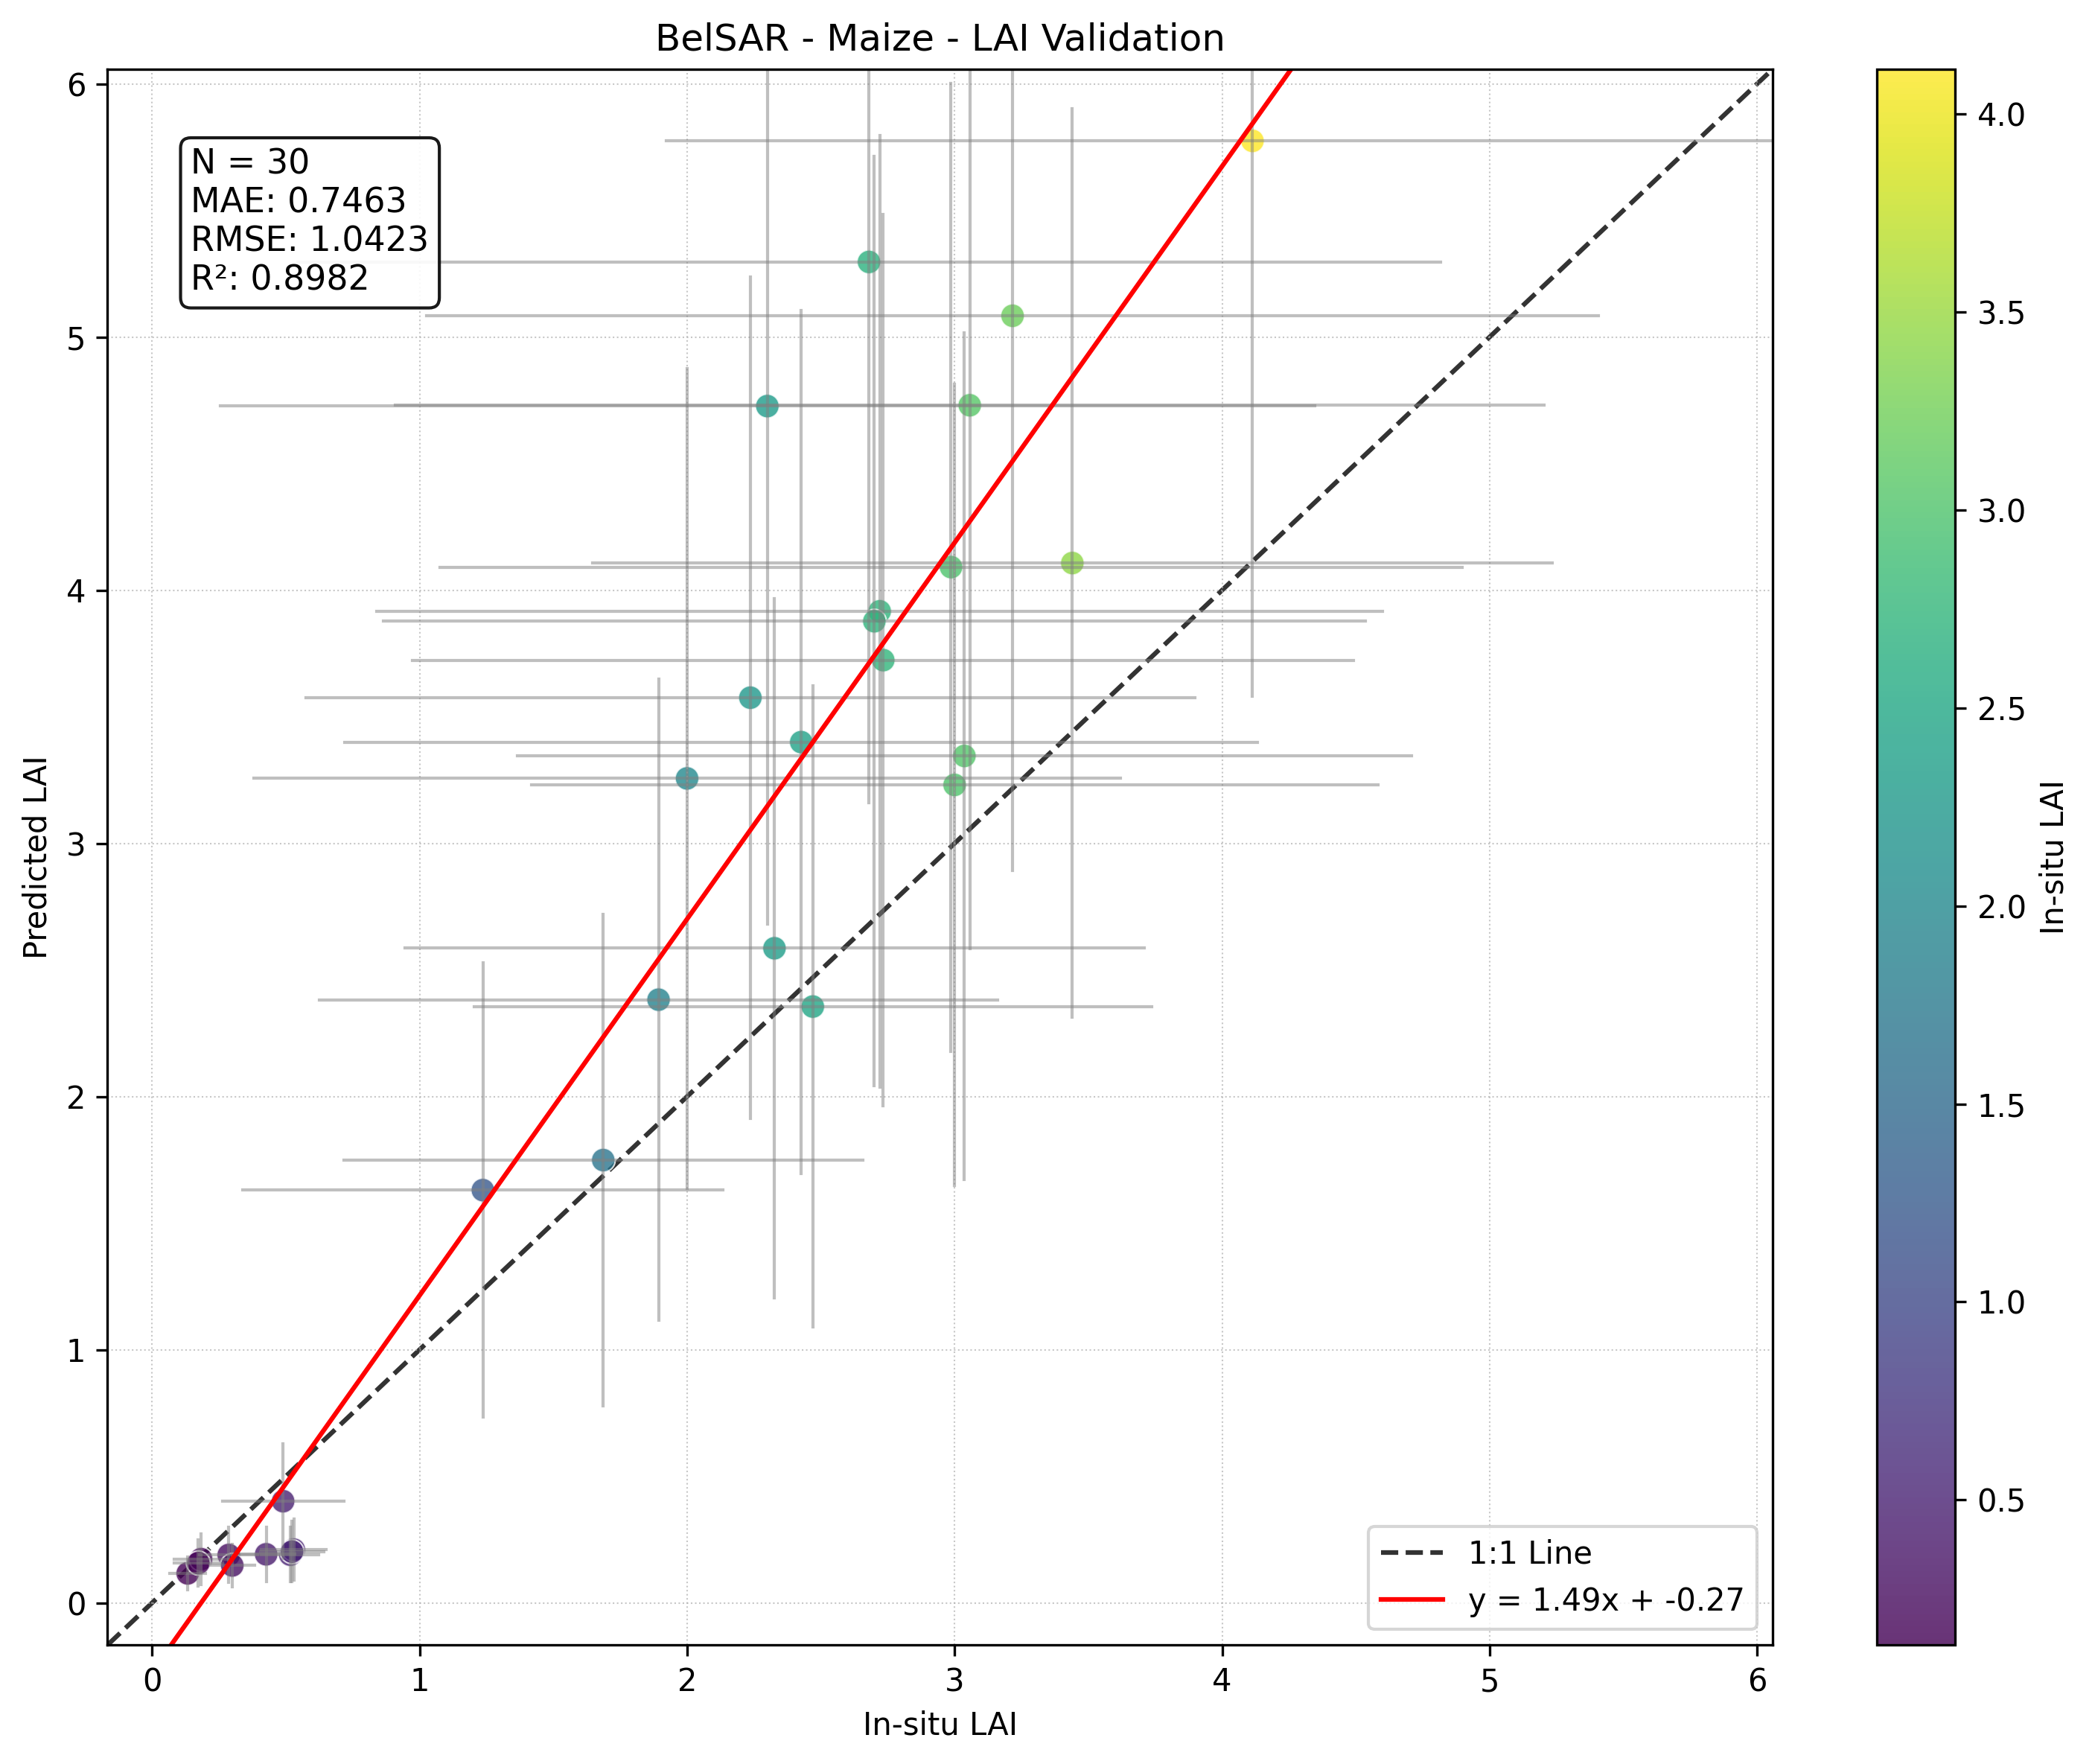 BelSAR - Maize - LAI Validation
N = 30
MAE: 0.7463
RMSE: 1.0423
R²: 0.8982
6
5
4
3
2
1
0
Predicted LAI
0 1 2 3 4 5 6
In-situ LAI
1:1 Line
y = 1.49x + -0.27
4.0
3.5
3.0
2.5
2.0
1.5
1.0
0.5
In-situ LAI